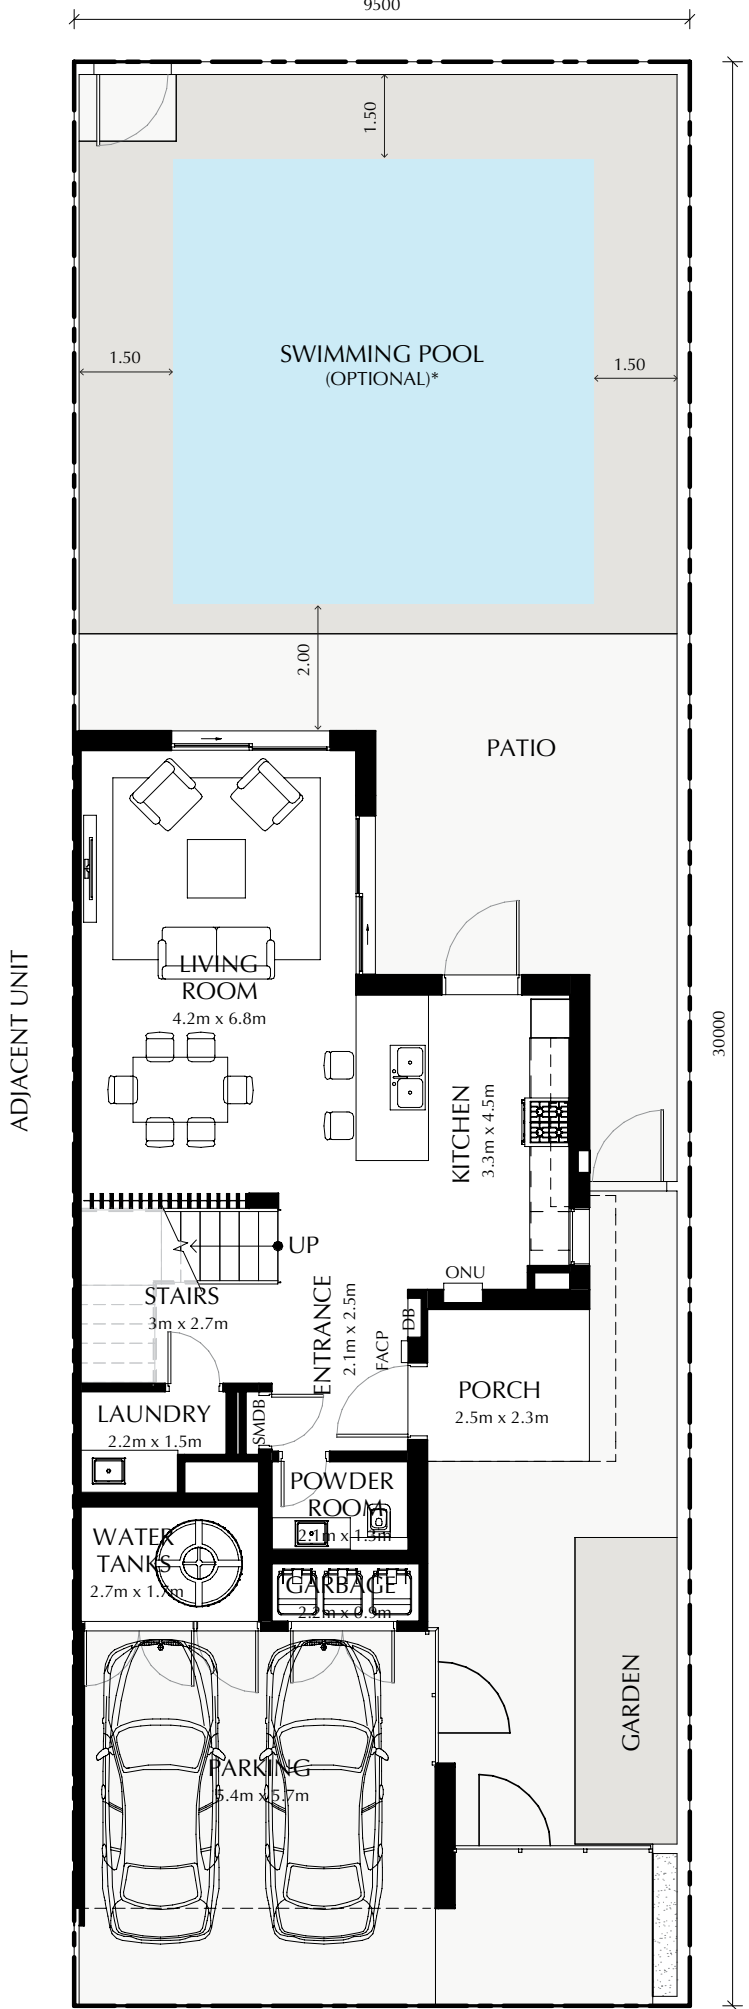 9500
1.50
SWIMMING POOL
(OPTIONAL)*
1.50
1.50
2.00
PATIO
ADJACENT UNIT
30000
LIVING
ROOM
4.2m x 6.8m
KITCHEN
3.3m x 4.5m
UP
STAIRS
3m x 2.7m
ENTRANCE
2.1m x 2.5m
ONU
DB
FACP
PORCH
2.5m x 2.3m
LAUNDRY
2.2m x 1.5m
SMDB
POWDER
ROOM
2.1m x 1.3m
WATER
TANKS
2.7m x 1.7m
GARBAGE
2.2m x 0.9m
GARDEN
PARKING
5.4m x 5.7m